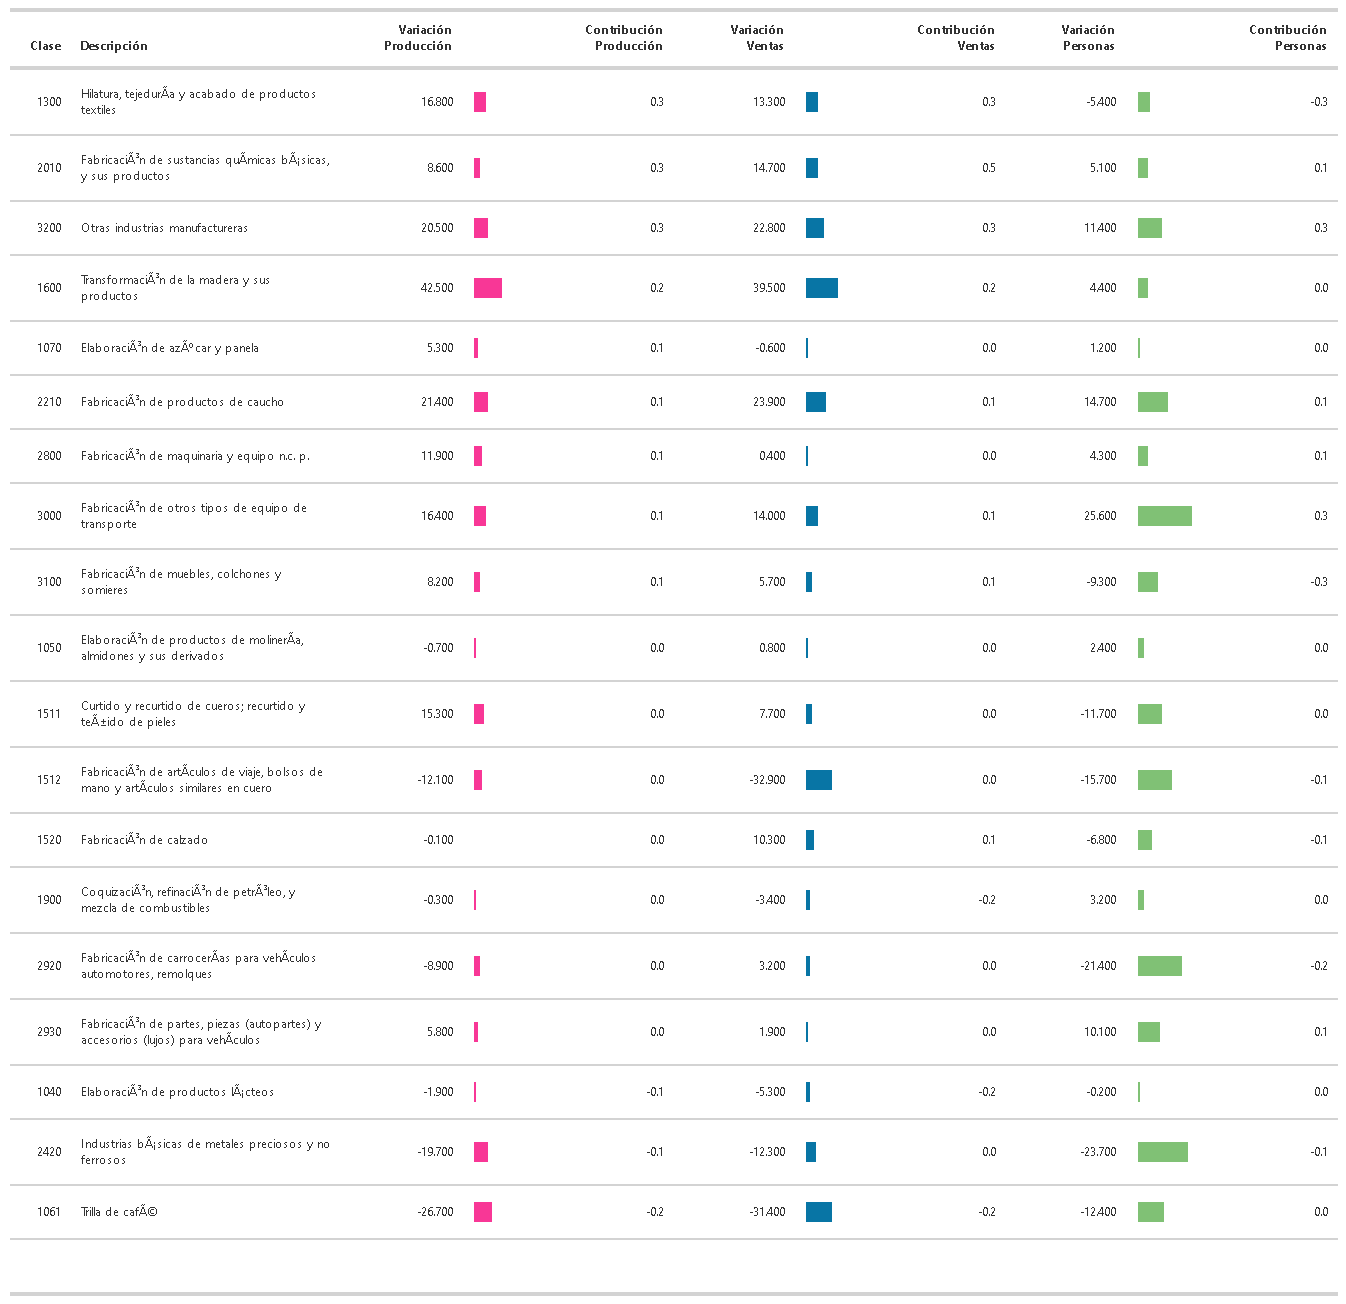 Clase Descripción Variación Producción Contribución Producción Variación Ventas Contribución Ventas Variación Personas Contribución Personas
1300 Hilatura, tejedurÃa y acabado de productos textiles 16.800 0.3 13.300 0.3 -5.400 -0.3
2010 FabricaciÃ³n de sustancias quÃmicas bÃ¡sicas, y sus productos 8.600 0.3 14.700 0.5 5.100 0.1
3200 Otras industrias manufactureras 20.500 0.3 22.800 0.3 11.400 0.3
1600 TransformaciÃ³n de la madera y sus productos 42.500 0.2 39.500 0.2 4.400 0.0
1070 ElaboraciÃ³n de azÃºcar y panela 5.300 0.1 -0.600 0.0 1.200 0.0
2210 FabricaciÃ³n de productos de caucho 21.400 0.1 23.900 0.1 14.700 0.1
2800 FabricaciÃ³n de maquinaria y equipo n.c. p. 11.900 0.1 0.400 0.0 4.300 0.1
3000 FabricaciÃ³n de otros tipos de equipo de transporte 16.400 0.1 14.000 0.1 25.600 0.3
3100 FabricaciÃ³n de muebles, colchones y somieres 8.200 0.1 5.700 0.1 -9.300 -0.3
1050 ElaboraciÃ³n de productos de molinerÃa, almidones y sus derivados -0.700 0.0 0.800 0.0 2.400 0.0
1511 Curtido y recurtido de cueros; recurtido y teÃ±ido de pieles 15.300 0.0 7.700 0.0 -11.700 0.0
1512 FabricaciÃ³n de artÃculos de viaje, bolsos de mano y artÃculos similares en cuero -12.100 0.0 -32.900 0.0 -15.700 -0.1
1520 FabricaciÃ³n de calzado -0.100 0.0 10.300 0.1 -6.800 -0.1
1900 CoquizaciÃ³n, refinaciÃ³n de petrÃ³leo, y mezcla de combustibles -0.300 0.0 -3.400 -0.2 3.200 0.0
2920 FabricaciÃ³n de carrocerÃas para vehÃculos automotores, remolques -8.900 0.0 3.200 0.0 -21.400 -0.2
2930 FabricaciÃ³n de partes, piezas (autopartes) y accesorios (lujos) para vehÃculos 5.800 0.0 1.900 0.0 10.100 0.1
1040 ElaboraciÃ³n de productos lÃ¡cteos -1.900 -0.1 -5.300 -0.2 -0.200 0.0
2420 Industrias bÃ¡sicas de metales preciosos y no ferrosos -19.700 -0.1 -12.300 0.0 -23.700 -0.1
1061 Trilla de cafÃ© -26.700 -0.2 -31.400 -0.2 -12.400 0.0